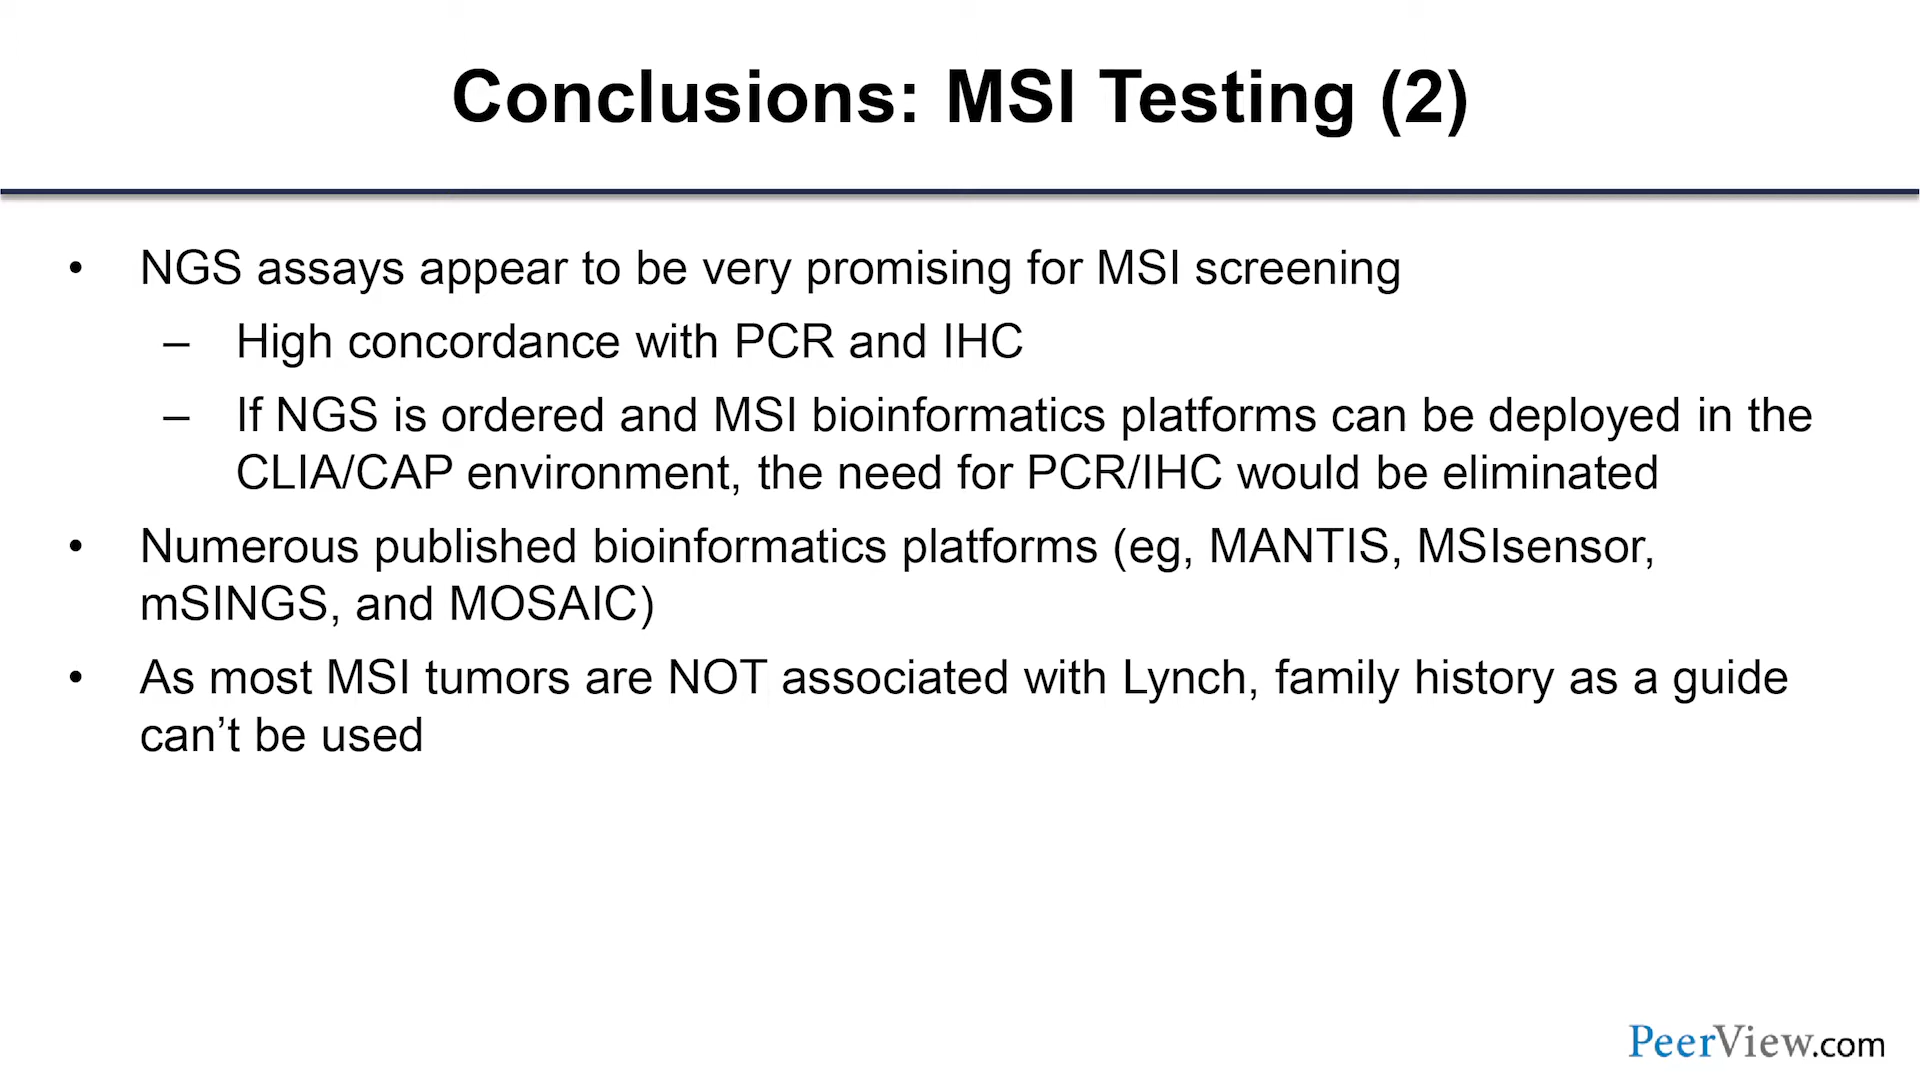 Conclusions: MSI Testing (2)
• NGS assays appear to be very promising for MSI screening
– High concordance with PCR and IHC
– If NGS is ordered and MSI bioinformatics platforms can be deployed in the
CLIA/CAP environment, the need for PCR/IHC would be eliminated
• Numerous published bioinformatics platforms (eg, MANTIS, MSIsensor,
mSINGS, and MOSAIC)
• As most MSI tumors are NOT associated with Lynch, family history as a guide
can’t be used
PeerView.com